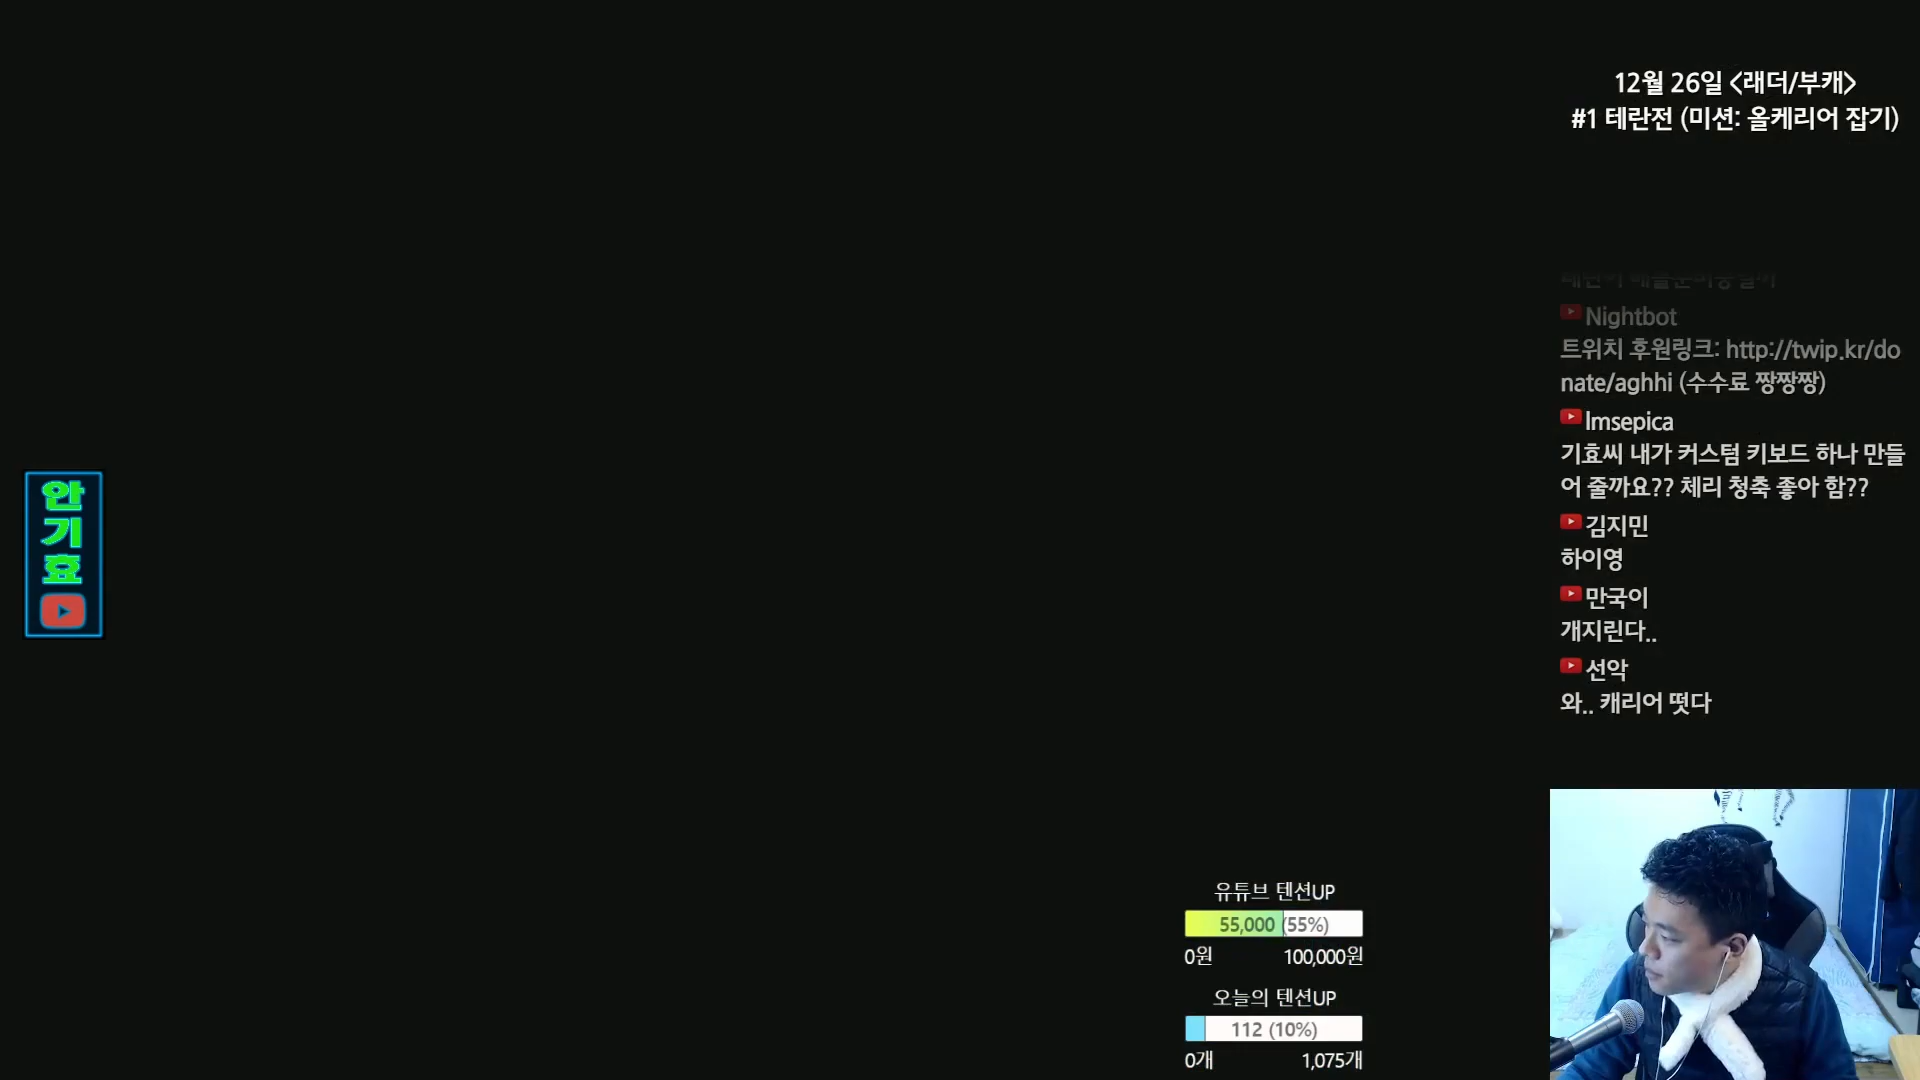 12월 26일 <래더/부캐>
#1 테란전 (미션: 올케리어 잡기)
Nightbot
트위치 후원링크: http://twip.kr/do
nate/aghhi (수수료 짱짱짱)
lmsepica
기효씨 내가 커스텀 키보드 하나 만들
어 줄까요?? 체리 청축 좋아 함??
김지민
하이영
만국이
개지린다..
선악
와.. 캐리어 떳다
안
기
효
유튜브 텐션UP
55,000 (55%)
0원 100,000원
오늘의 텐션UP
112 (10%)
0개 1,075개